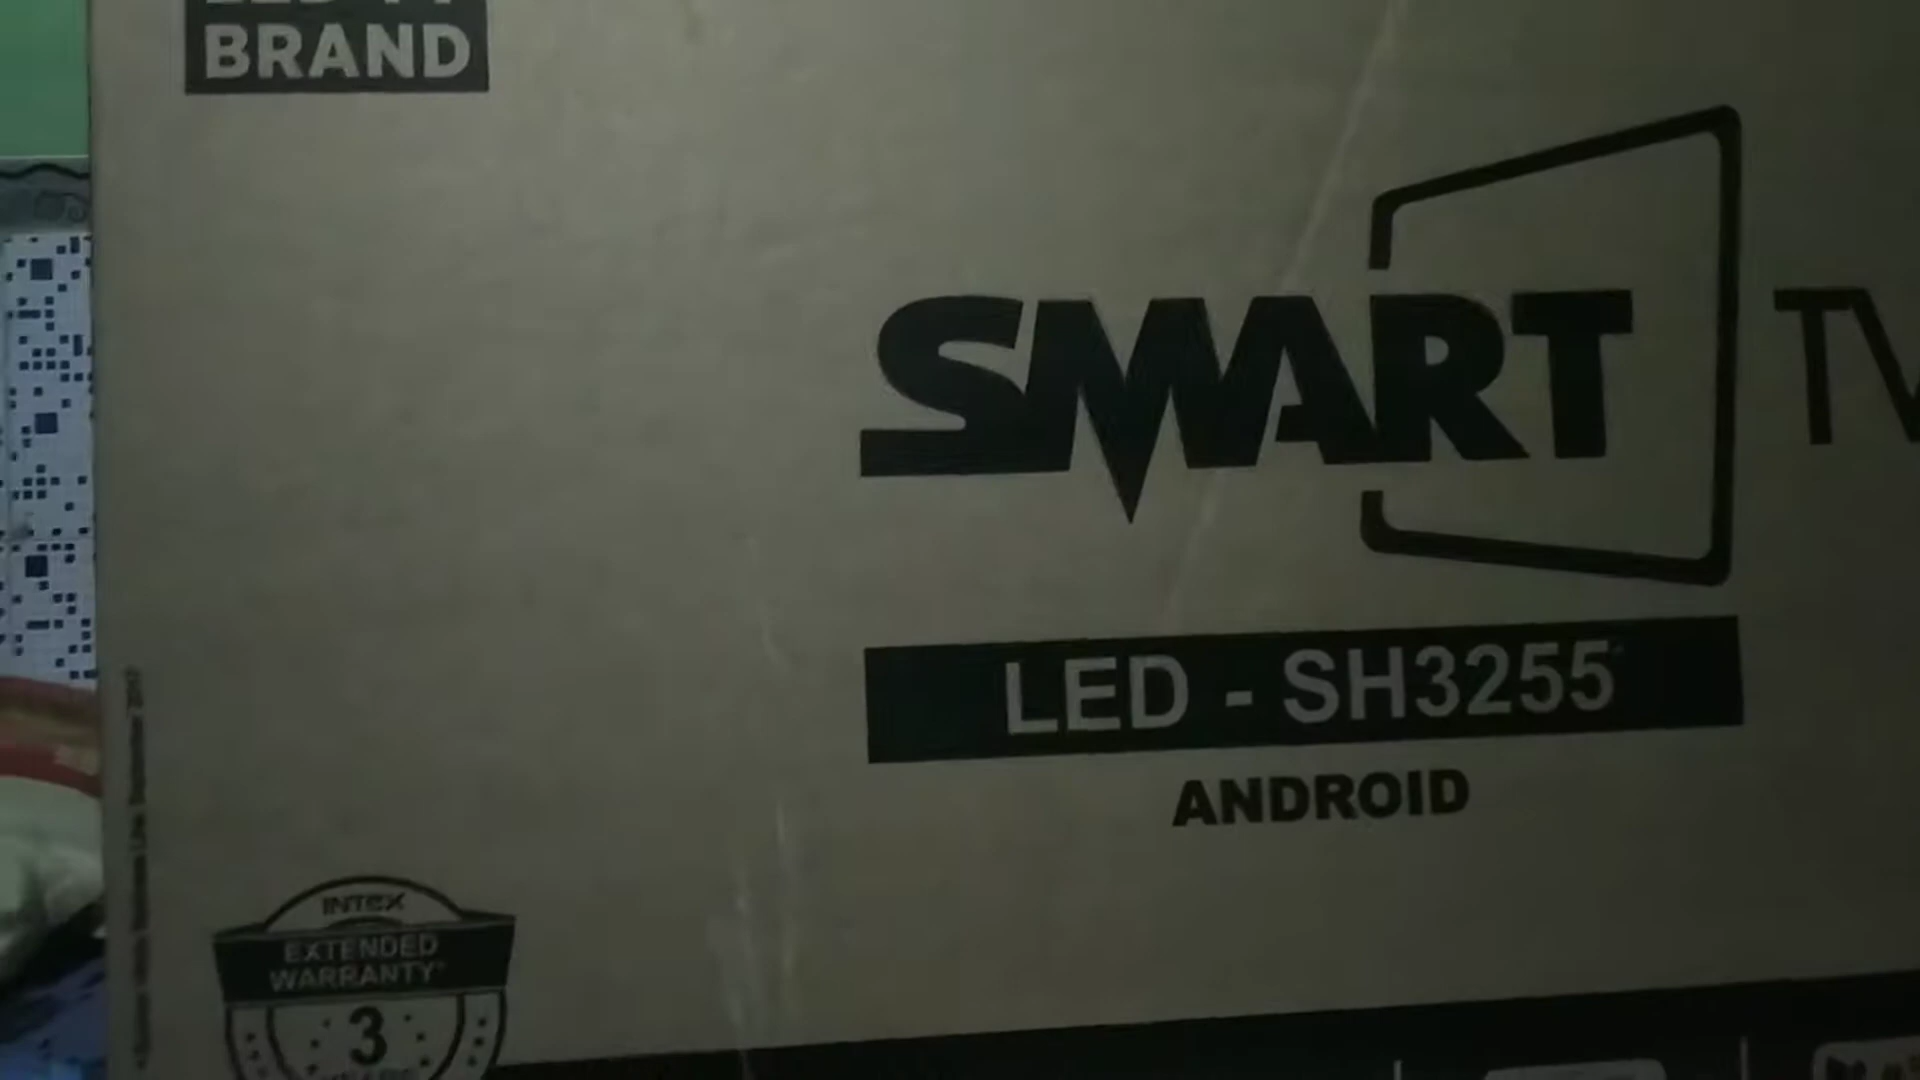 BRAND
SMART TV
LED - SH3255
ANDROID
INTEX
EXTENDED
WARRANTY*
3